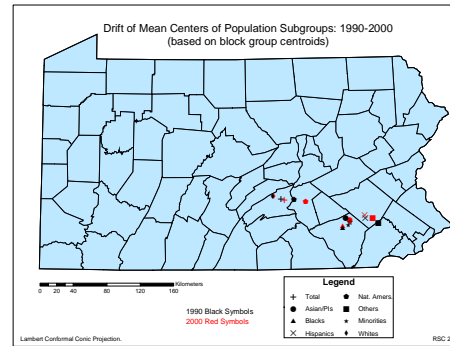 Drift of Mean Centers of Population Subgroups: 1990-2000
(based on block group centroids)
Kilometers
0 20 40 80 120 160
1990 Black Symbols
2000 Red Symbols
Legend
Total
Nat. Amers.
Asian/PIs
Others
Blacks
Minorities
Hispanics
Whites
Lambert Conformal Conic Projection.
RSC 2